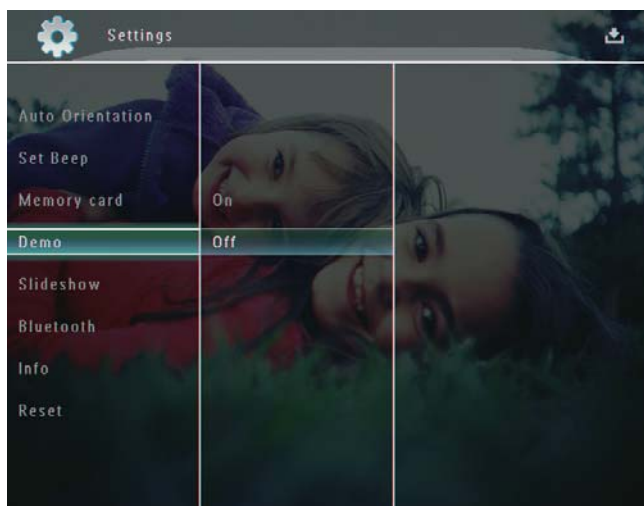 Settings
Auto Orientation
Set Beep
Memory card
On
Demo
Off
Slideshow
Bluetooth
Info
Reset